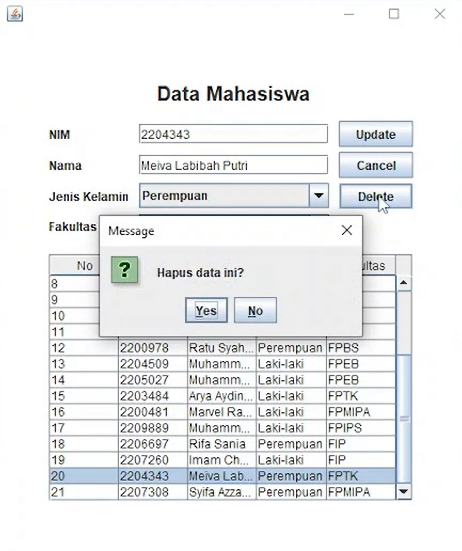 Data Mahasiswa
NIM 2204343 Update
Nama Meiva Labibah Putri Cancel
Jenis Kelamin Perempuan Delete
Fakultas
Message
Hapus data ini?
Yes No
No ultas
8
9
10
11
12 2200978 Ratu Syah... Perempuan FPBS
13 2204509 Muhamm... Laki-laki FPEB
14 2205027 Muhamm... Laki-laki FPEB
15 2203484 Arya Aydin... Laki-laki FPTK
16 2200481 Marvel Ra... Laki-laki FPMIPA
17 2209889 Muhamm... Laki-laki FPIPS
18 2206697 Rifa Sania Perempuan FIP
19 2207260 Imam Ch... Laki-laki FIP
20 2204343 Meiva Lab... Perempuan FPTK
21 2207308 Syifa Azza... Perempuan FPMIPA